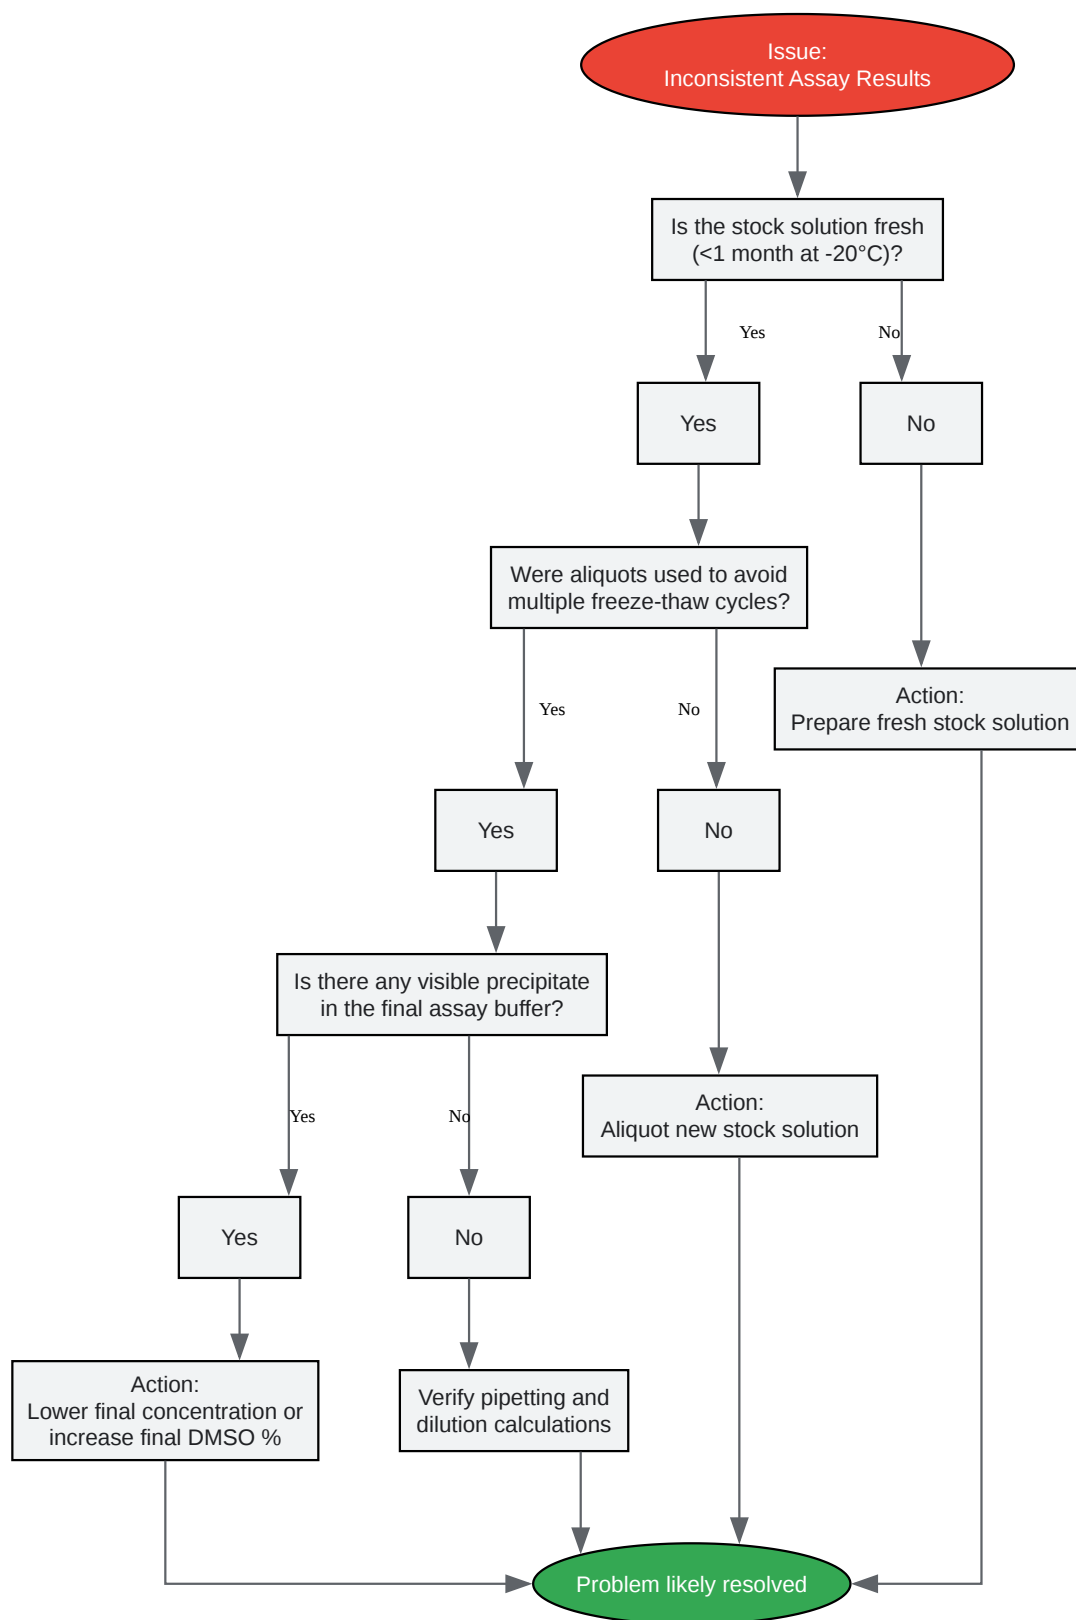 Issue:
Inconsistent Assay Results
Is the stock solution fresh
(<1 month at -20°C)?
Yes
No
Yes
No
Were aliquots used to avoid
multiple freeze-thaw cycles?
Action:
Prepare fresh stock solution
Yes
No
Yes
No
Is there any visible precipitate
in the final assay buffer?
Action:
Aliquot new stock solution
Yes
No
Yes
No
Action:
Lower final concentration or
increase final DMSO %
Verify pipetting and
dilution calculations
Problem likely resolved